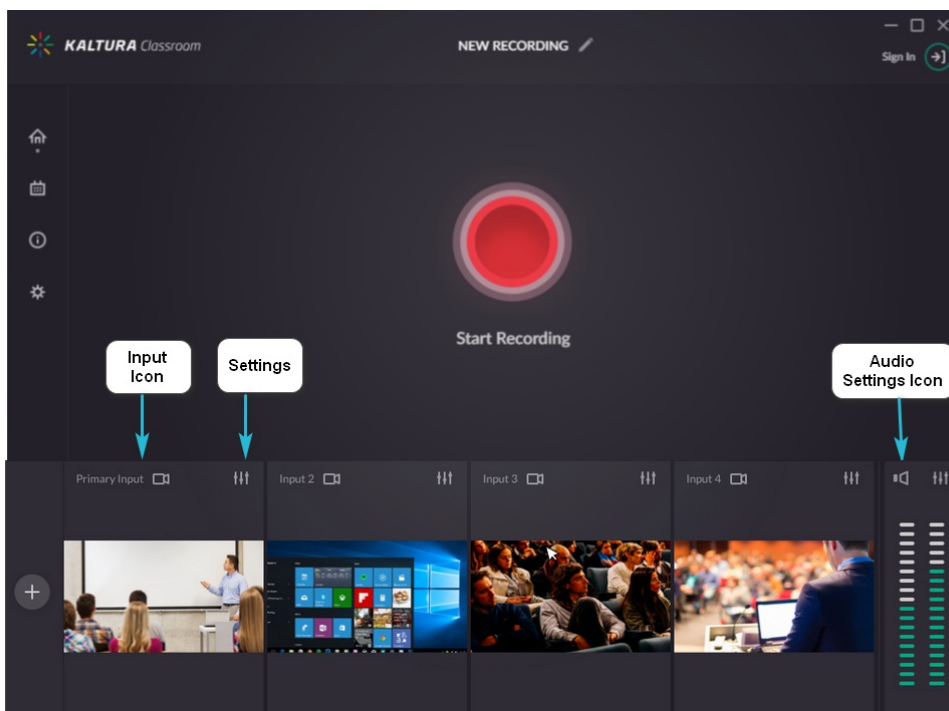 KALTURA Classroom
NEW RECORDING
Sign In
Start Recording
Input
Icon
Settings
Audio
Settings Icon
Primary Input
Input 2
Input 3
Input 4